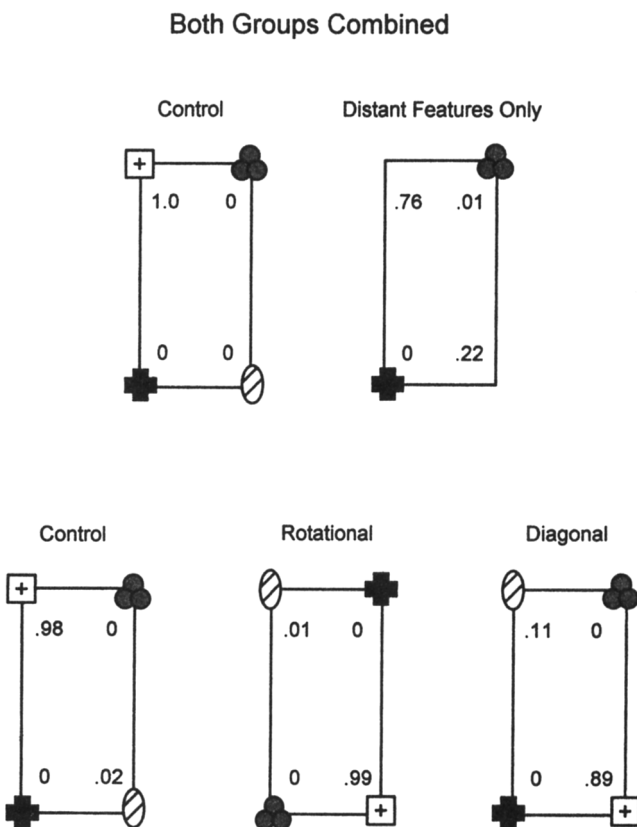 Both Groups Combined
Control Distant Features Only
+
1.0 0 .76 .01
0 0 0 .22
Control Rotational Diagonal
+
.98 0 .01 0 .11 0
0 .02 0 .99 0 .89
+ +